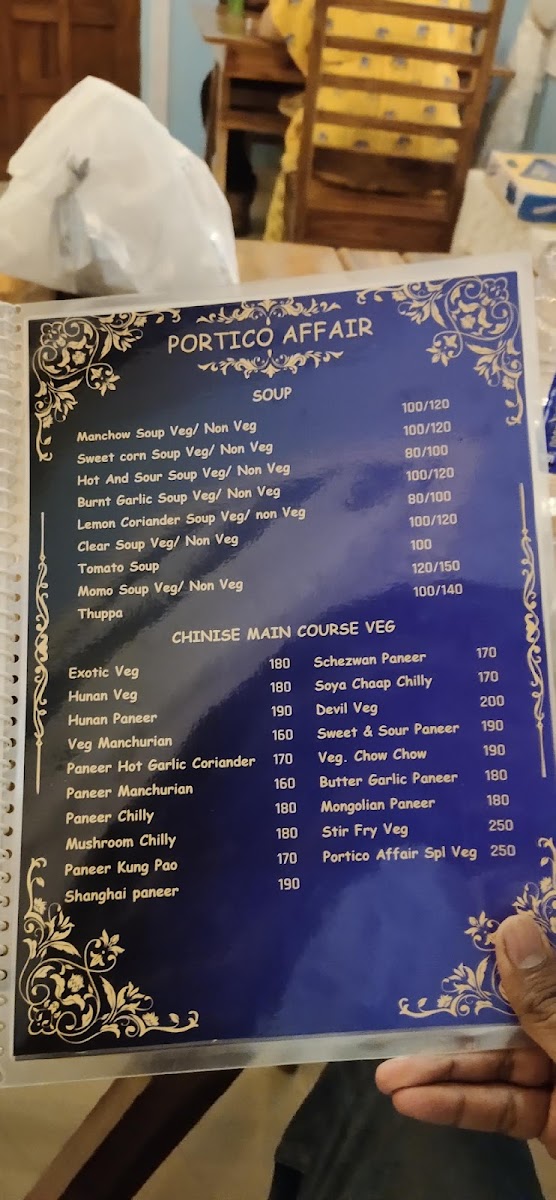 PORTICO AFFAIR
SOUP
Manchow Soup Veg/ Non Veg 100/120
Sweet corn Soup Veg/ Non Veg 100/120
Hot And Sour Soup Veg/ Non Veg 80/100
Burnt Garlic Soup Veg/ Non Veg 100/120
Lemon Coriander Soup Veg/ non Veg 80/100
Clear Soup Veg/ Non Veg 100/120
Tomato Soup 100
Momo Soup Veg/ Non Veg 120/150
Thuppa 100/140
CHINISE MAIN COURSE VEG
Exotic Veg 180
Hunan Veg 180
Hunan Paneer 190
Veg Manchurian 160
Paneer Hot Garlic Coriander 170
Paneer Manchurian 160
Paneer Chilly 180
Mushroom Chilly 180
Paneer Kung Pao 170
Shanghai paneer 190
Schezwan Paneer 170
Soya Chaap Chilly 170
Devil Veg 200
Sweet & Sour Paneer 190
Veg. Chow Chow 190
Butter Garlic Paneer 180
Mongolian Paneer 180
Stir Fry Veg 250
Portico Affair Spl Veg 250